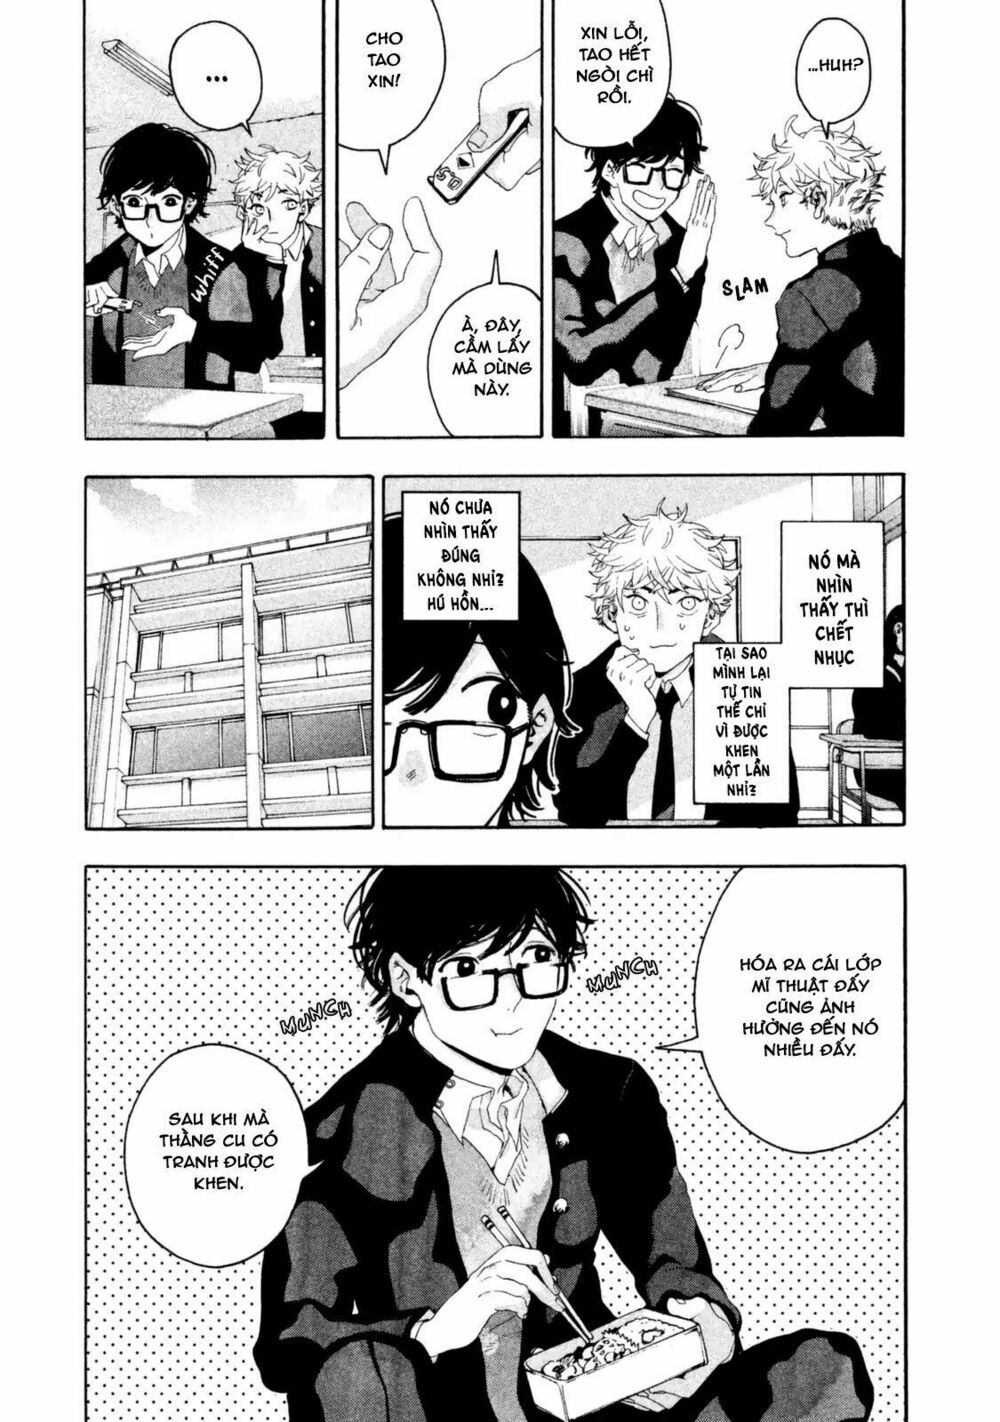 ...HUH?
XIN LỖI,
TAO HẾT
NGÒI CHÌ
RỒI.
SLAM
CHO
TAO
XIN!
0.5
À, ĐÂY,
CẦM LẤY
MÀ DÙNG
NÀY.
...
whiff
NÓ MÀ
NHÌN
THẤY THÌ
CHẾT
NHỤC
TẠI SAO
MÌNH LẠI
TỰ TIN
THẾ CHỈ
VÌ ĐƯỢC
KHEN
MỘT LẦN
NHỈ?
NÓ CHƯA
NHÌN THẤY
ĐÚNG
KHÔNG NHỈ?
HÚ HỒN...
HÓA RA CÁI LỚP
MĨ THUẬT ĐẤY
CŨNG ẢNH
HƯỞNG ĐẾN NÓ
NHIỀU ĐẤY.
MUNCH
MUNCH
SAU KHI MÀ
THẰNG CU CÓ
TRANH ĐƯỢC
KHEN.